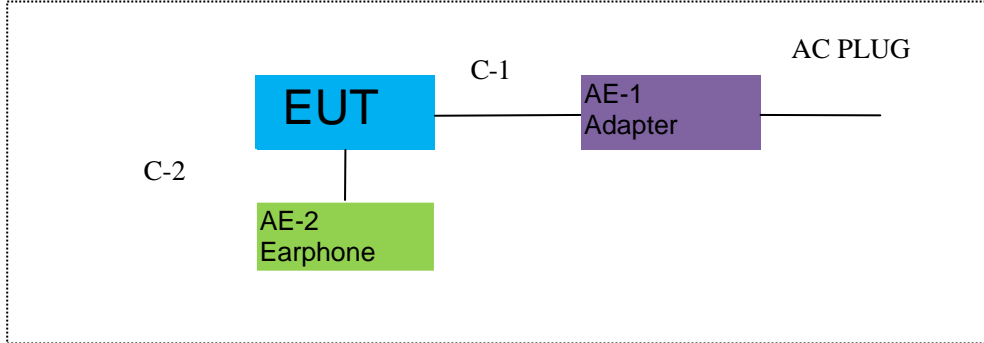 AC PLUG
C-1
EUT
AE-1
Adapter
C-2
AE-2
Earphone